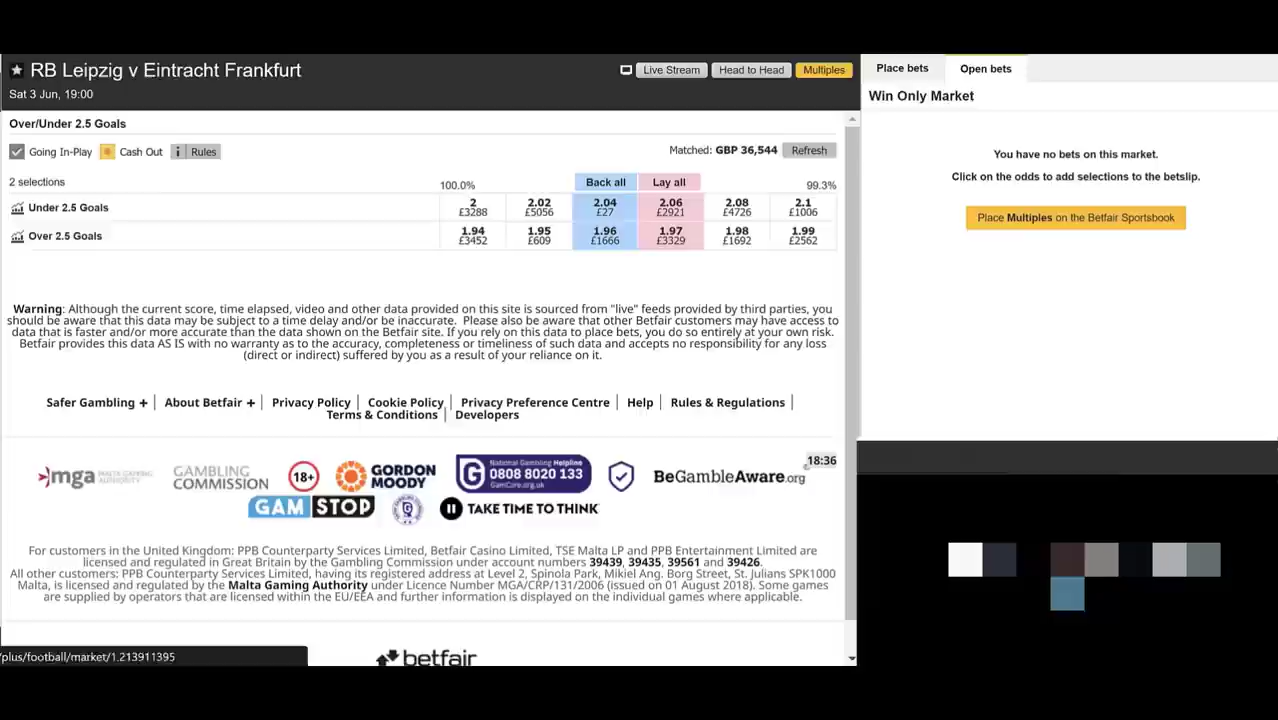 RB Leipzig v Eintracht Frankfurt
Live Stream
Head to Head
Multiples
Sat 3 Jun, 19:00
Place bets
Open bets
Win Only Market
You have no bets on this market.
Click on the odds to add selections to the betslip.
Place Multiples on the Betfair Sportsbook
Over/Under 2.5 Goals
Going In-Play Cash Out i Rules
Matched: GBP 36,544 Refresh
2 selections 100.0% Back all Lay all 99.3%
Under 2.5 Goals 2 2.02 2.04 2.06 2.08 2.1
£3288 £5056 £27 £2921 £4726 £1006
Over 2.5 Goals 1.94 1.95 1.96 1.97 1.98 1.99
£3452 £609 £1666 £3329 £1692 £2562
Warning: Although the current score, time elapsed, video and other data provided on this site is sourced from "live" feeds provided by third parties, you
should be aware that this data may be subject to a time delay and/or be inaccurate. Please also be aware that other Betfair customers may have access to
data that is faster and/or more accurate than the data shown on the Betfair site. If you rely on this data to place bets, you do so entirely at your own risk.
Betfair provides this data AS IS with no warranty as to the accuracy, completeness or timeliness of such data and accepts no responsibility for any loss
(direct or indirect) suffered by you as a result of your reliance on it.
Safer Gambling + | About Betfair + | Privacy Policy | Cookie Policy | Privacy Preference Centre | Help | Rules & Regulations |
Terms & Conditions | Developers
18:36
mga MALTA GAMING AUTHORITY
GAMBLING COMMISSION
18+
GORDON MOODY
National Gambling Helpline
0808 8020 133
GamCare.org.uk
BeGambleAware.org
GAMSTOP
TAKE TIME TO THINK
For customers in the United Kingdom: PPB Counterparty Services Limited, Betfair Casino Limited, TSE Malta LP and PPB Entertainment Limited are
licensed and regulated in Great Britain by the Gambling Commission under account numbers 39439, 39435, 39561 and 39426.
All other customers: PPB Counterparty Services Limited, having its registered address at Level 2, Spinola Park, Mikiel Ang. Borg Street, St. Julians SPK1000
Malta, is licensed and regulated by the Malta Gaming Authority under Licence Number MGA/CRP/131/2006 (issued on 01 August 2018). Some games
are supplied by operators that are licensed within the EU/EEA and further information is displayed on the individual games where applicable.
/plus/football/market/1.213911395
betfair